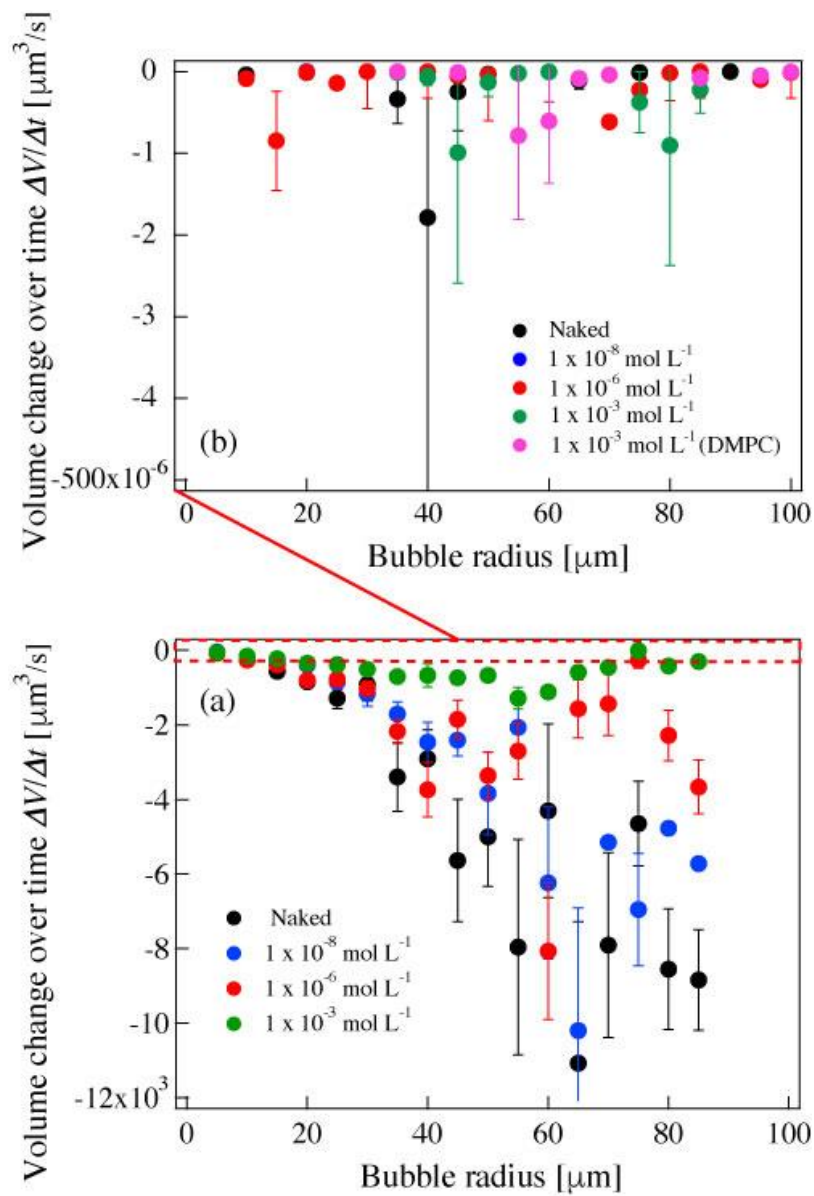 Volume change over time ΔV/Δt [μm³/s]
0
-1
-2
-3
-4
-500x10⁻⁶
(b)
Naked
1 x 10⁻⁸ mol L⁻¹
1 x 10⁻⁶ mol L⁻¹
1 x 10⁻³ mol L⁻¹
1 x 10⁻³ mol L⁻¹ (DMPC)
0 20 40 60 80 100
Bubble radius [μm]
Volume change over time ΔV/Δt [μm³/s]
0
-2
-4
-6
-8
-10
-12x10³
(a)
Naked
1 x 10⁻⁸ mol L⁻¹
1 x 10⁻⁶ mol L⁻¹
1 x 10⁻³ mol L⁻¹
0 20 40 60 80 100
Bubble radius [μm]